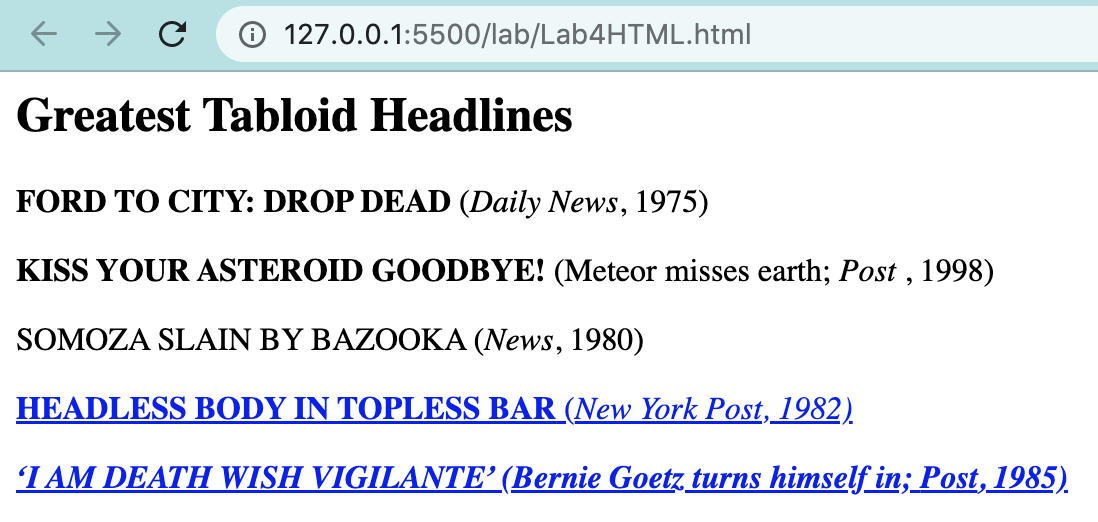 127.0.0.1:5500/lab/Lab4HTML.html
Greatest Tabloid Headlines
FORD TO CITY: DROP DEAD (Daily News, 1975)
KISS YOUR ASTEROID GOODBYE! (Meteor misses earth; Post , 1998)
SOMOZA SLAIN BY BAZOOKA (News, 1980)
HEADLESS BODY IN TOPLESS BAR (New York Post, 1982)
‘I AM DEATH WISH VIGILANTE’ (Bernie Goetz turns himself in; Post, 1985)